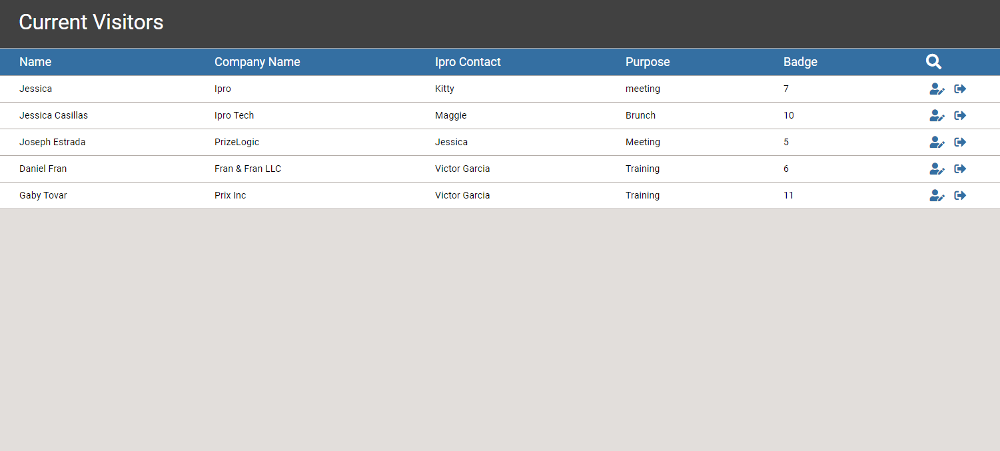 Current Visitors
Name Company Name Ipro Contact Purpose Badge
Jessica Ipro Kitty meeting 7
Jessica Casillas Ipro Tech Maggie Brunch 10
Joseph Estrada PrizeLogic Jessica Meeting 5
Daniel Fran Fran & Fran LLC Victor Garcia Training 6
Gaby Tovar Prix Inc Victor Garcia Training 11